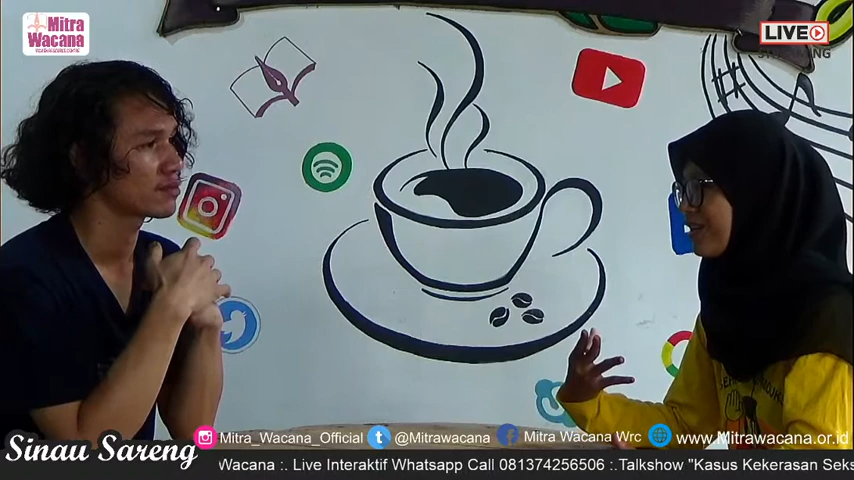 Mitra
Wacana
LIVE
Sinau Sareng
Mitra_Wacana_Official
@Mitrawacana
Mitra Wacana Wrc
www.Mitrawacana.or.id
Wacana :. Live Interaktif Whatsapp Call 081374256506 :.Talkshow "Kasus Kekerasan Seks